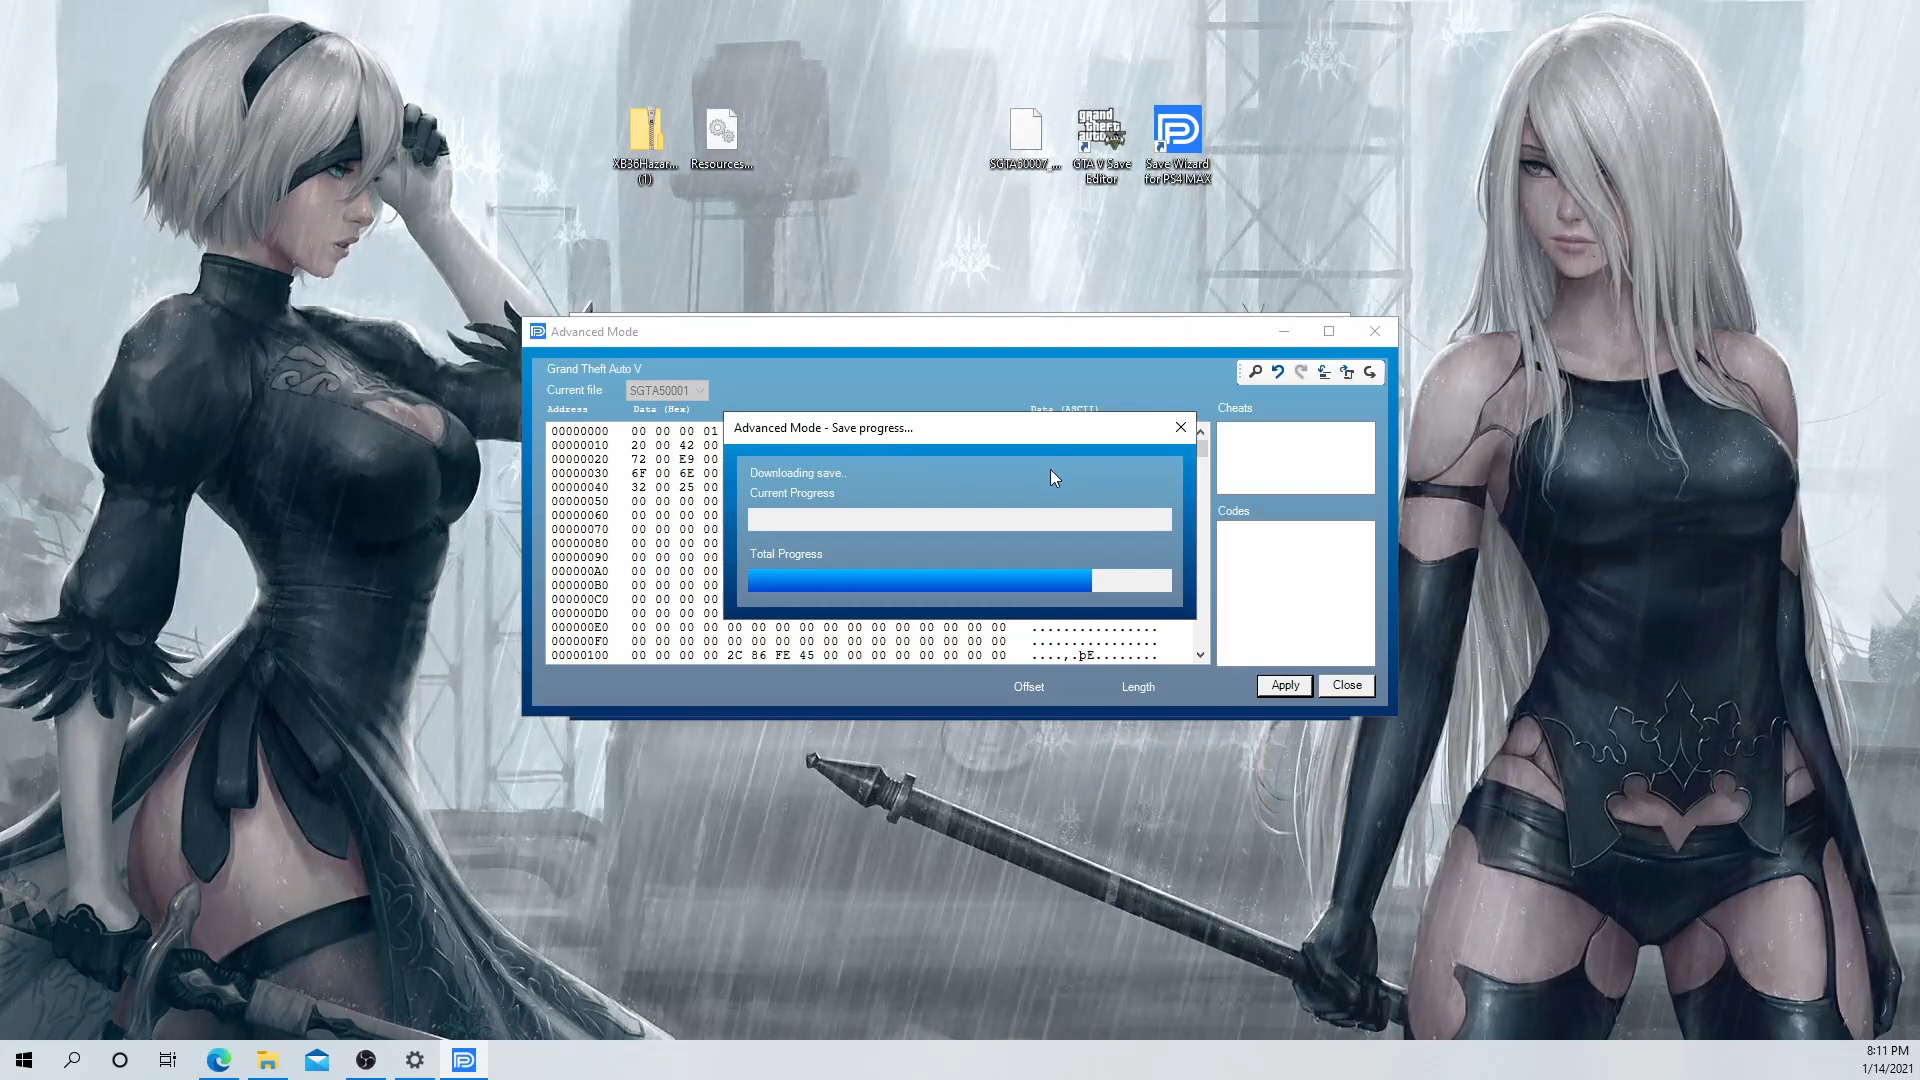 XB36Hazar...
(1)
Resources...
SGTA50007_...
grand
theft
auto
GTA V Save
Editor
Save Wizard
for PS4 MAX
Advanced Mode
Grand Theft Auto V
Current file
SGTA50001
Address Data (Hex) Data (ASCII)
Cheats
Advanced Mode - Save progress...
00000000 00 00 00 01
00000010 20 00 42 00
00000020 72 00 E9 00
00000030 6F 00 6E 00
00000040 32 00 25 00
00000050 00 00 00 00
00000060 00 00 00 00
00000070 00 00 00 00
00000080 00 00 00 00
00000090 00 00 00 00
000000A0 00 00 00 00
000000B0 00 00 00 00
000000C0 00 00 00 00
000000D0 00 00 00 00
000000E0 00 00 00 00 00 00 00 00 00 00 00 00 00 00 00 00 ................
000000F0 00 00 00 00 00 00 00 00 00 00 00 00 00 00 00 00 ................
00000100 00 00 00 00 2C 86 FE 45 00 00 00 00 00 00 00 00 ....,.þE........
Downloading save..
Current Progress
Total Progress
Codes
Offset
Length
Apply
Close
8:11 PM
1/14/2021